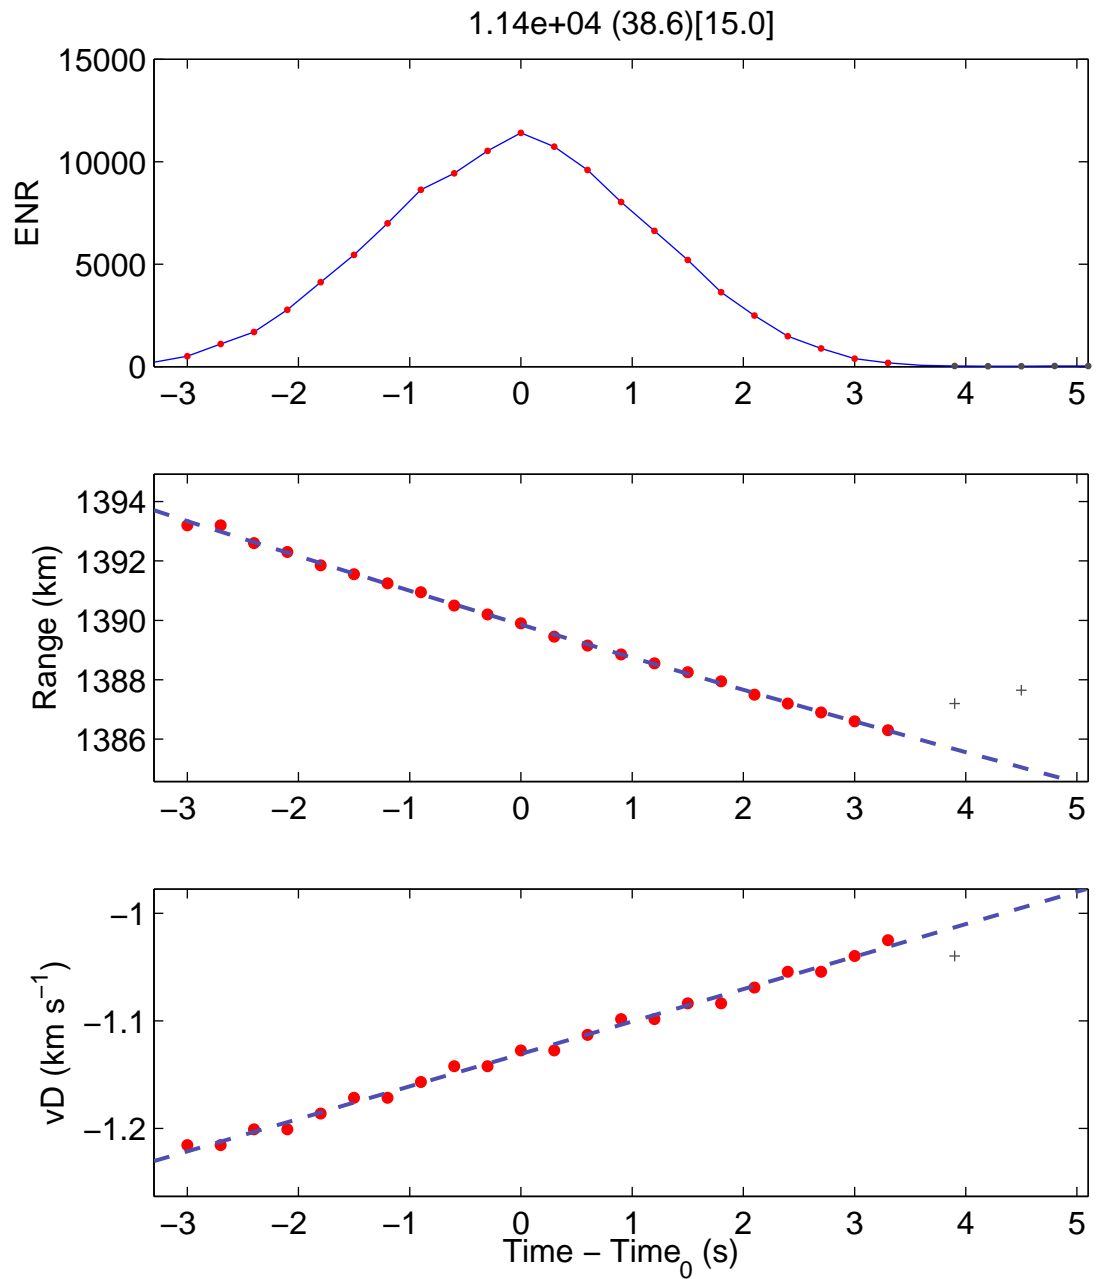 1.14e+04 (38.6)[15.0]
15000
10000
5000
0
ENR
−3 −2 −1 0 1 2 3 4 5
1394
1392
1390
1388
1386
Range (km)
−3 −2 −1 0 1 2 3 4 5
−1
−1.1
−1.2
vD (km s−1)
−3 −2 −1 0 1 2 3 4 5
Time − Time0 (s)